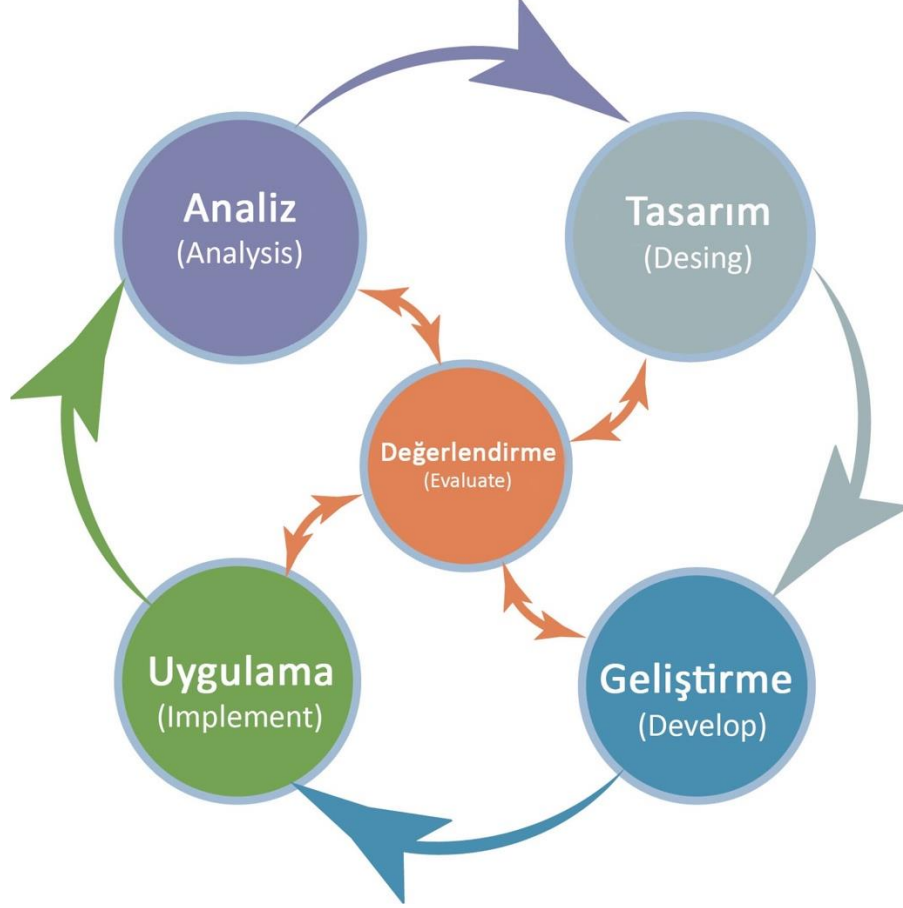 Analiz
(Analysis)
Tasarım
(Desing)
Değerlendirme
(Evaluate)
Uygulama
(Implement)
Geliştirme
(Develop)